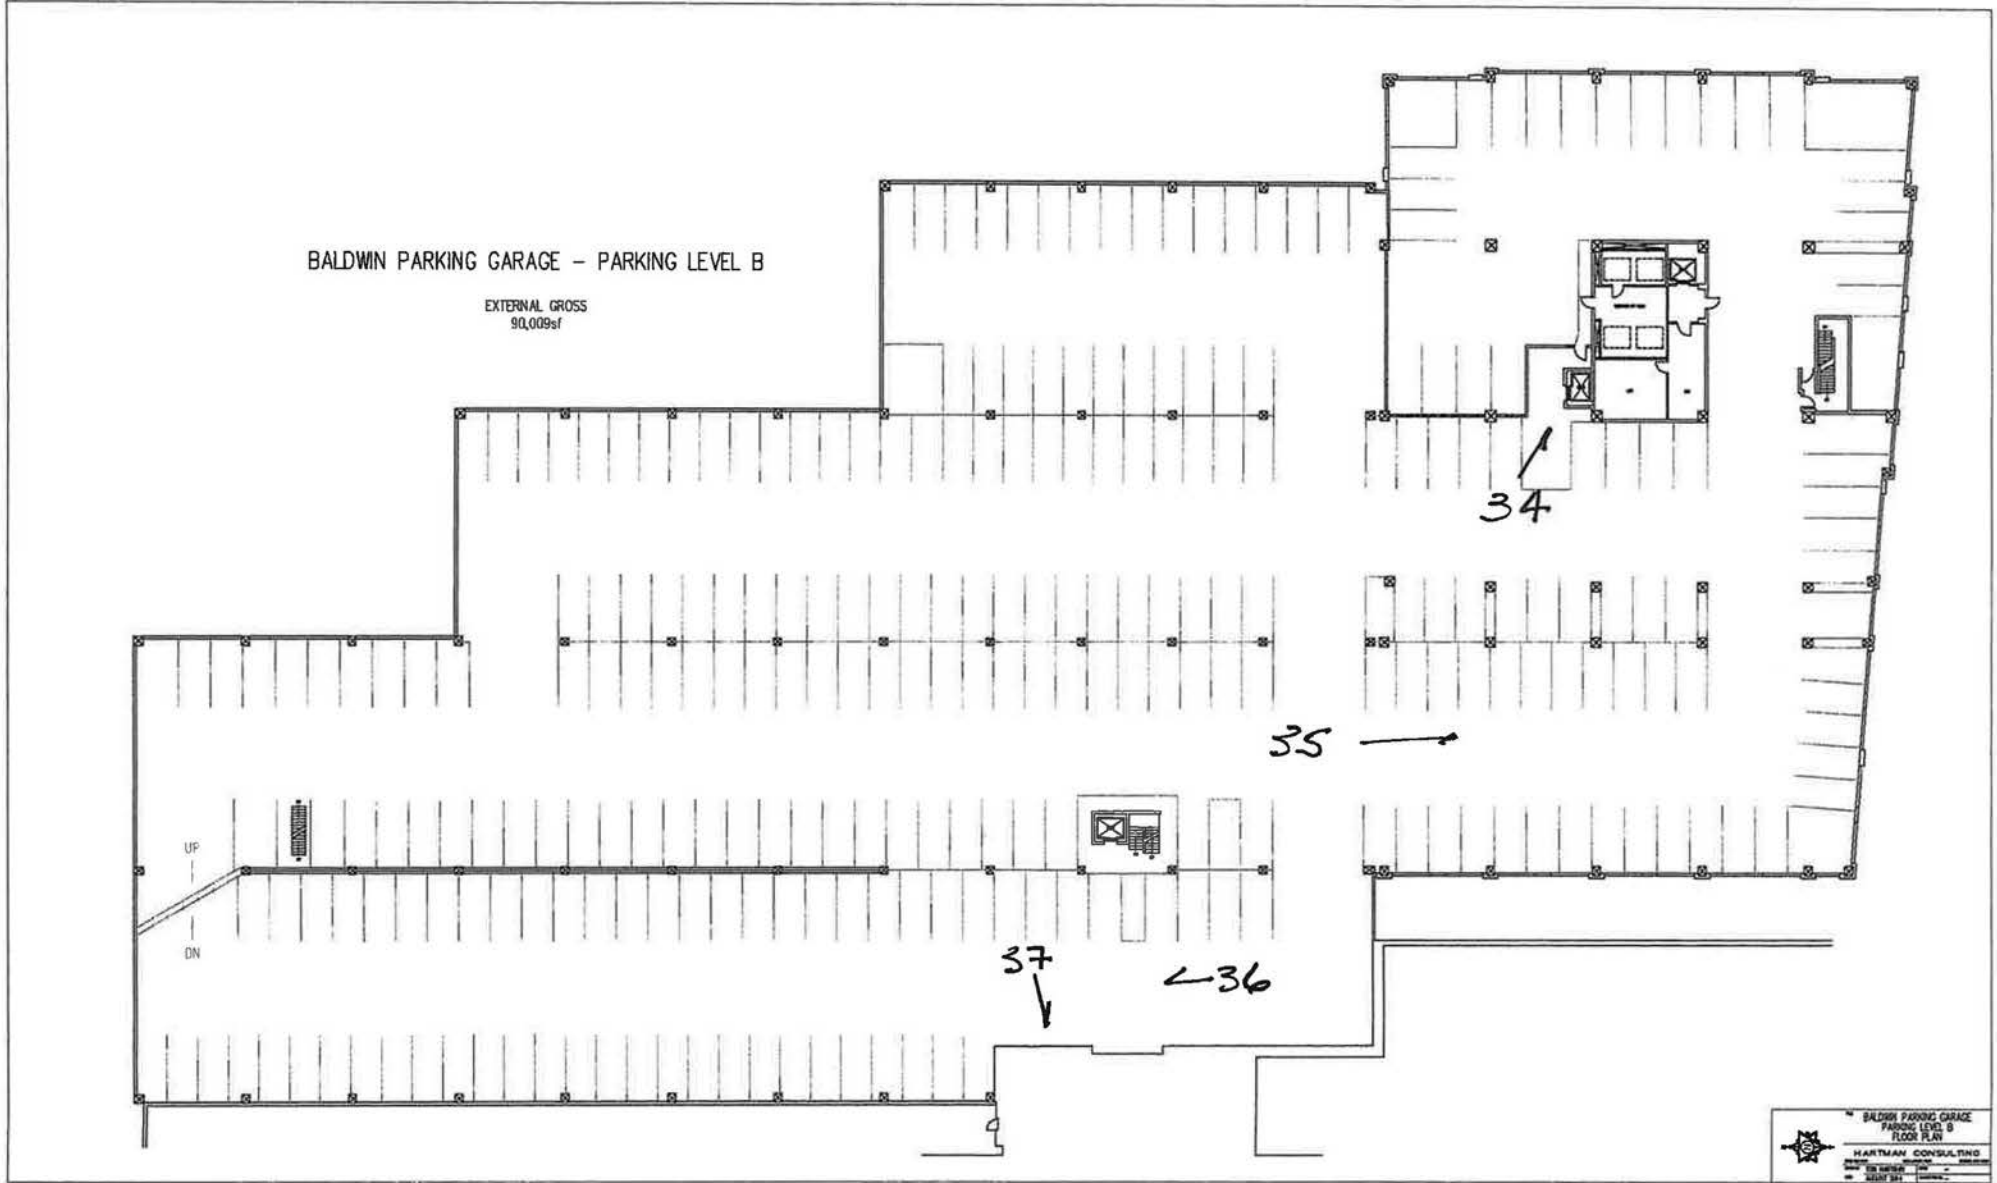 BALDWIN PARKING GARAGE - PARKING LEVEL B
EXTERNAL GROSS
90,009sf
34
35
UP
DN
37
36
BALDWIN PARKING GARAGE
PARKING LEVEL B
FLOOR PLAN
HARTMAN CONSULTING